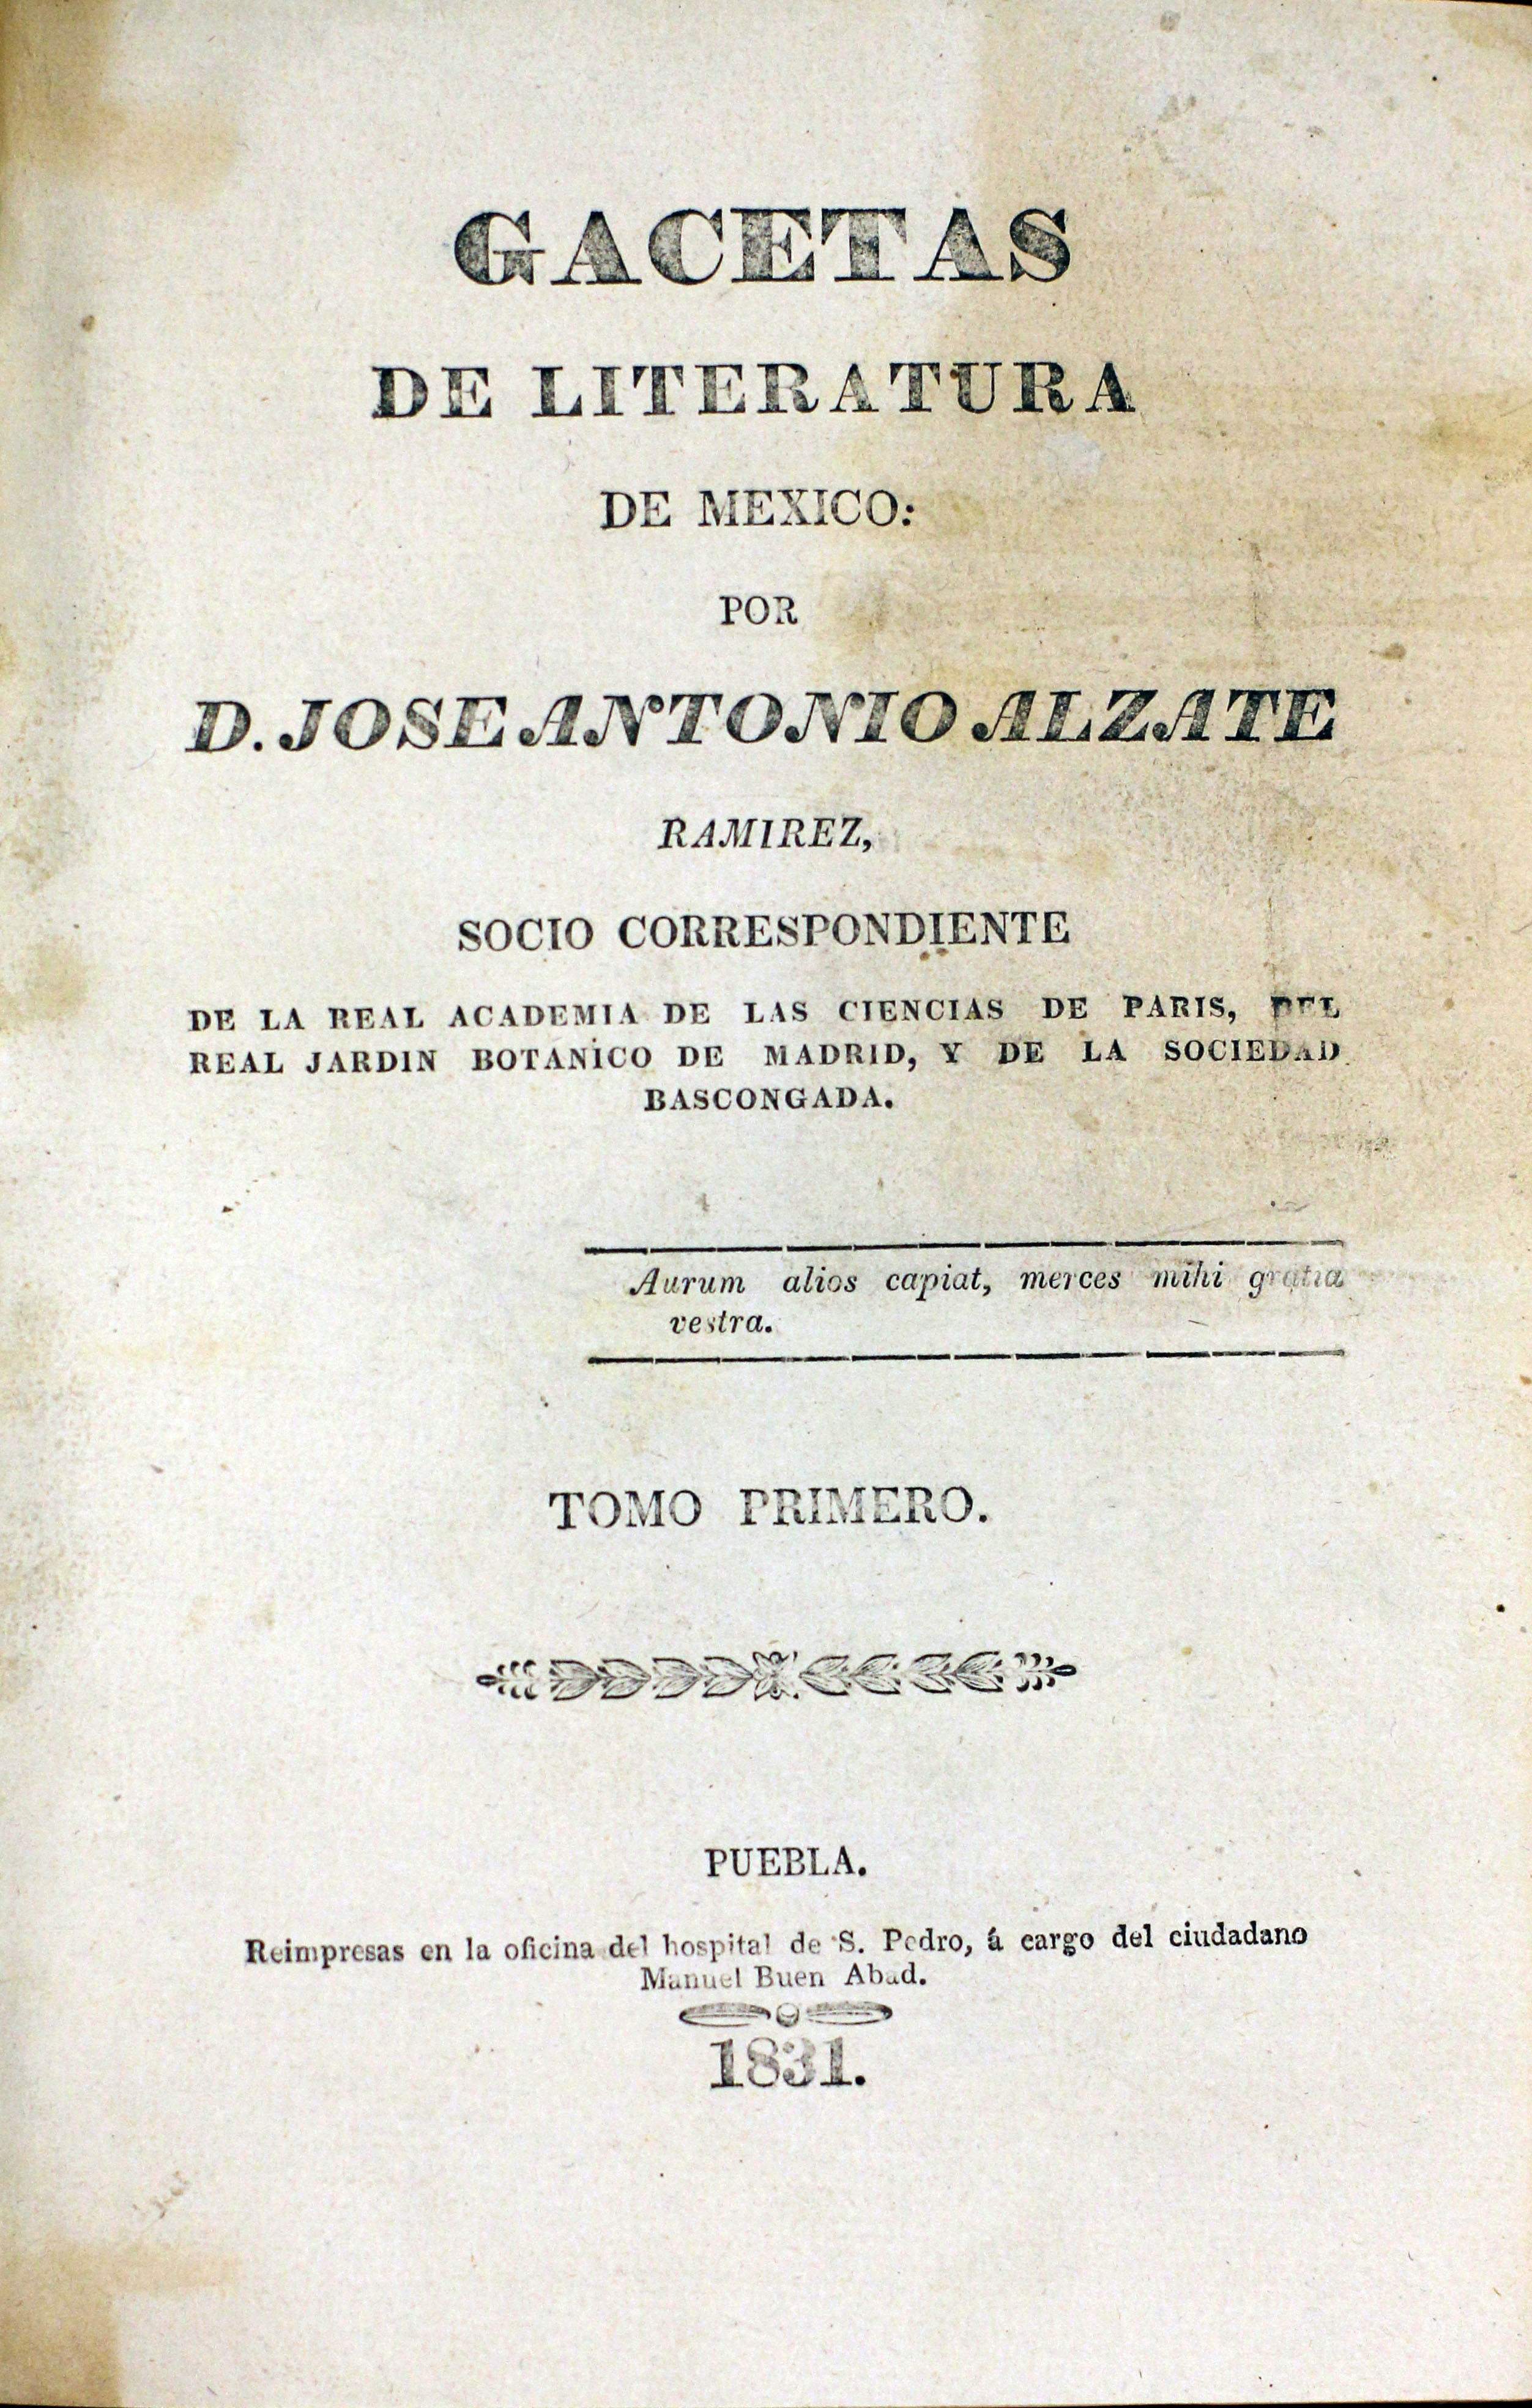 GACETAS
DE LITERATURA
DE MEXICO:
POR
D. JOSE ANTONIO ALZATE
RAMIREZ,
SOCIO CORRESPONDIENTE
DE LA REAL ACADEMIA DE LAS CIENCIAS DE PARIS, DEL
REAL JARDIN BOTANICO DE MADRID, Y DE LA SOCIEDAD
BASCONGADA.
Aurum alios capiat, merces mihi gratia
vestra.
TOMO PRIMERO.
PUEBLA.
Reimpresas en la oficina del hospital de S. Pedro, á cargo del ciudadano
Manuel Buen Abad.
1831.